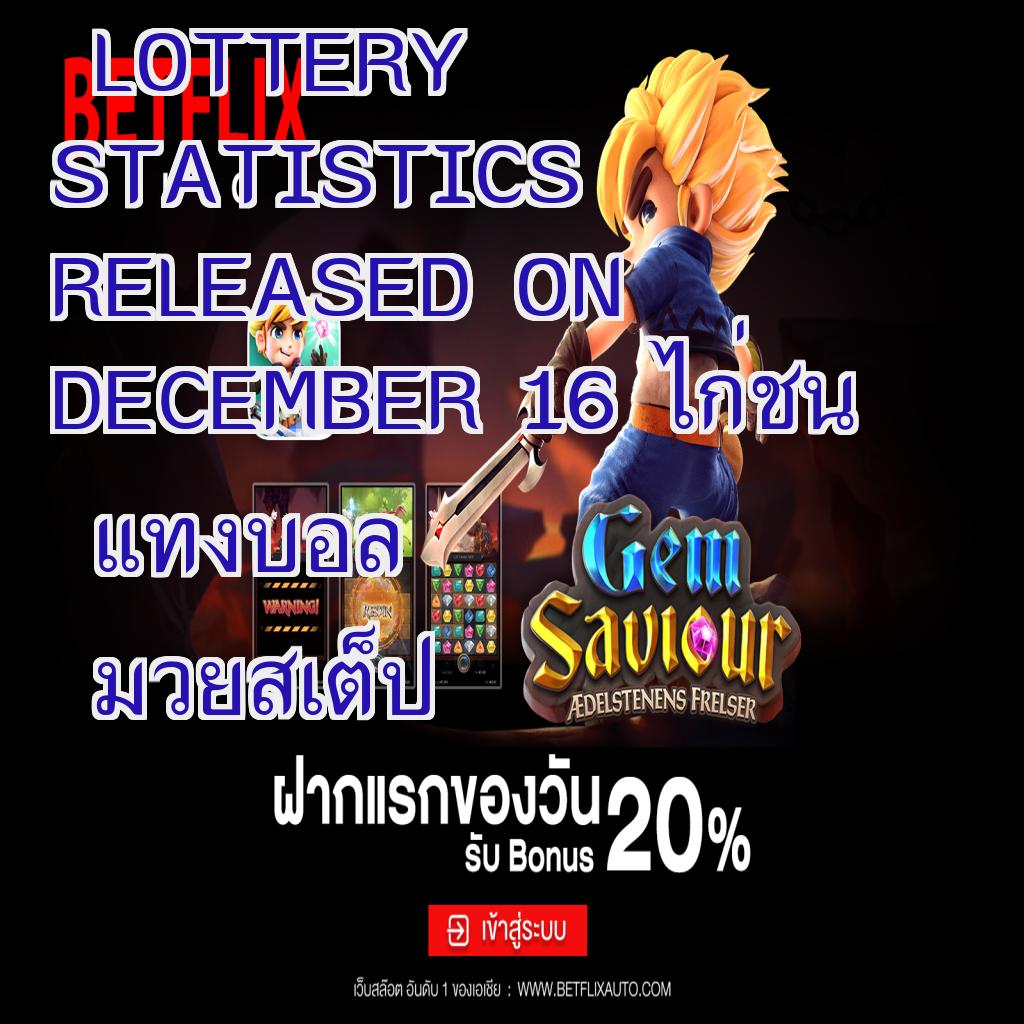 LOTTERY
BETFLIX
STATISTICS
RELEASED ON
DECEMBER 16 ไก่ชน
แทงบอล
มวยสเต็ป
WARNING!
RESPIN
Gem
Saviour
ÆDELSTENENS FRELSER
ฝากแรกของวัน
รับ Bonus 20%
เข้าสู่ระบบ
เว็บสล๊อต อันดับ 1 ของเอเชีย : WWW.BETFLIXAUTO.COM